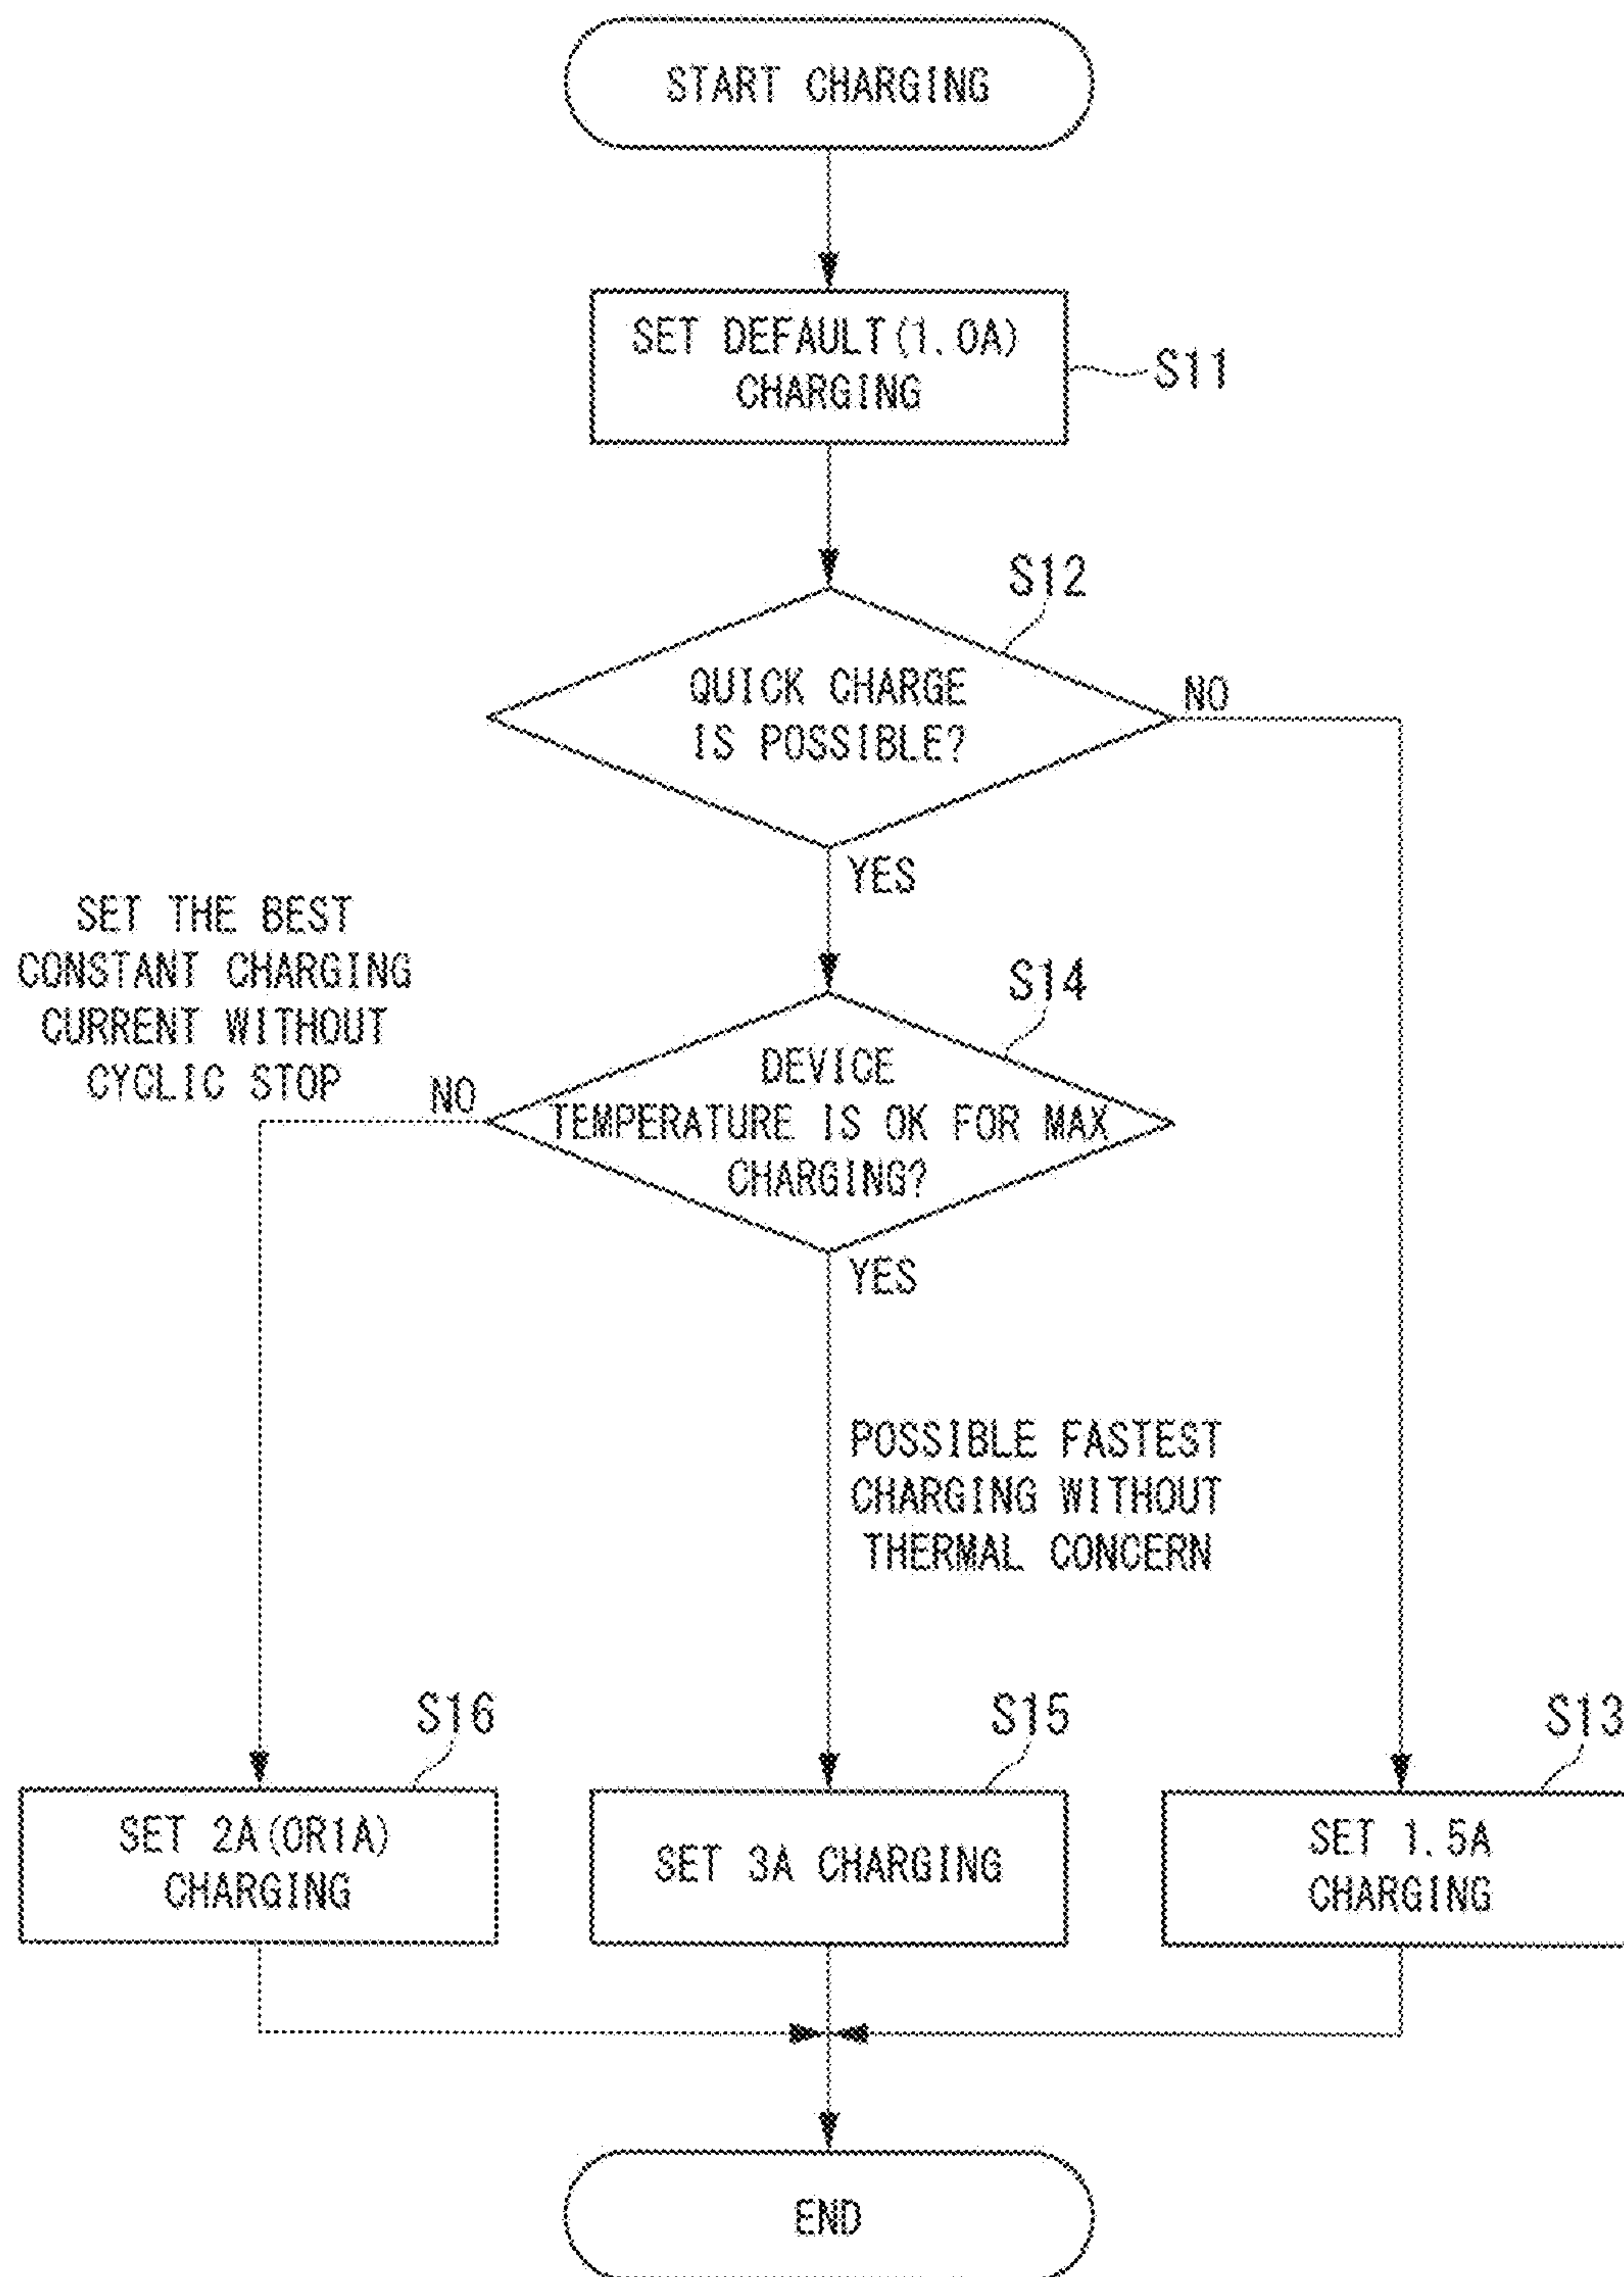 START CHARGING
SET DEFAULT(1.0A)
CHARGING
S11
S12
QUICK CHARGE
IS POSSIBLE?
NO
YES
SET THE BEST
CONSTANT CHARGING
CURRENT WITHOUT
CYCLIC STOP
NO
S14
DEVICE
TEMPERATURE IS OK FOR MAX
CHARGING?
YES
POSSIBLE FASTEST
CHARGING WITHOUT
THERMAL CONCERN
S16
SET 2A(OR1A)
CHARGING
S15
SET 3A CHARGING
S13
SET 1.5A
CHARGING
END